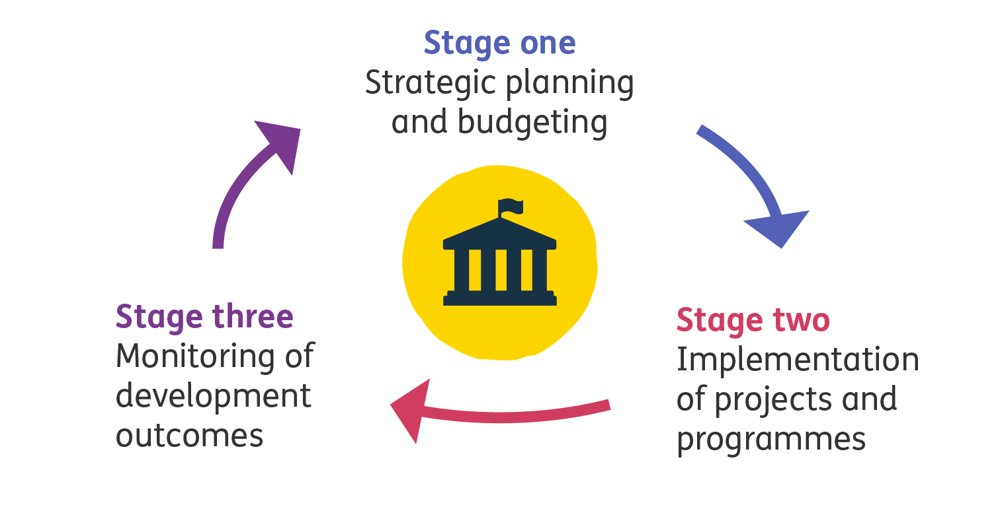 Stage one
Strategic planning
and budgeting
Stage two
Implementation
of projects and
programmes
Stage three
Monitoring of
development
outcomes